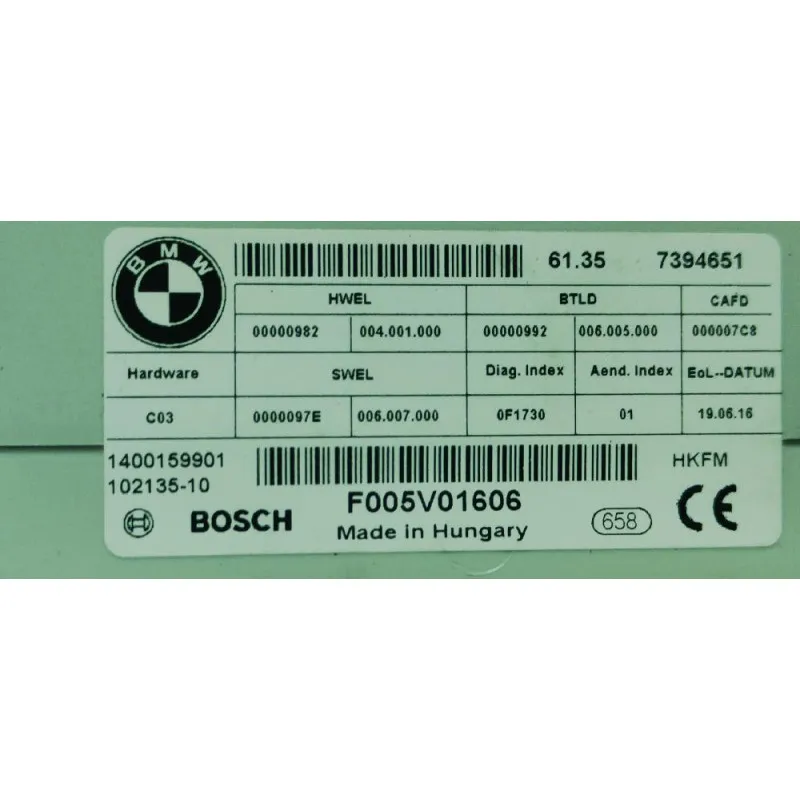 BMW
61.35 7394651
HWEL BTLD CAFD
00000982 004.001.000 00000992 006.005.000 000007C8
Hardware SWEL Diag. Index Aend. Index EoL--DATUM
C03 0000097E 006.007.000 0F1730 01 19.06.16
1400159901 HKFM
102135-10
F005V01606
BOSCH Made in Hungary 658 CE